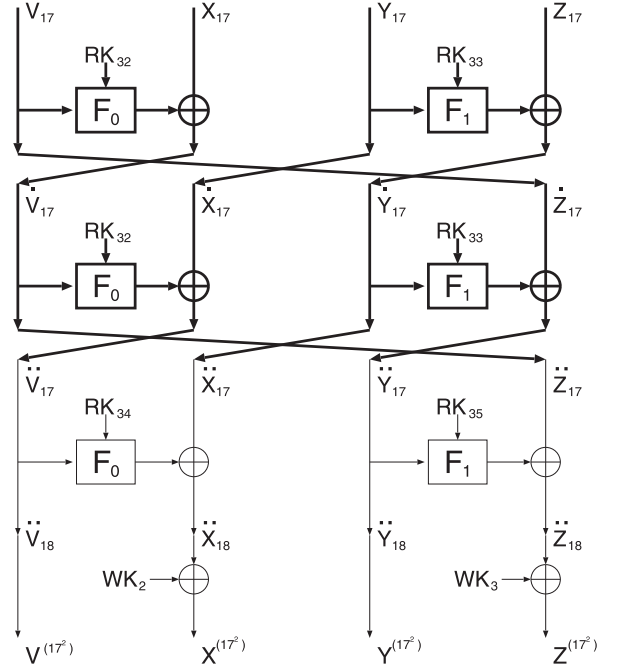 V₁₇ X₁₇ Y₁₇ Z₁₇
RK₃₂ RK₃₃
F₀ F₁
V̇₁₇ Ẋ₁₇ Ẏ₁₇ Ż₁₇
RK₃₂ RK₃₃
F₀ F₁
V̈₁₇ Ẍ₁₇ Ÿ₁₇ Z̈₁₇
RK₃₄ RK₃₅
F₀ F₁
V̈₁₈ Ẍ₁₈ Ÿ₁₈ Z̈₁₈
WK₂ WK₃
V⁽¹⁷²⁾ X⁽¹⁷²⁾ Y⁽¹⁷²⁾ Z⁽¹⁷²⁾